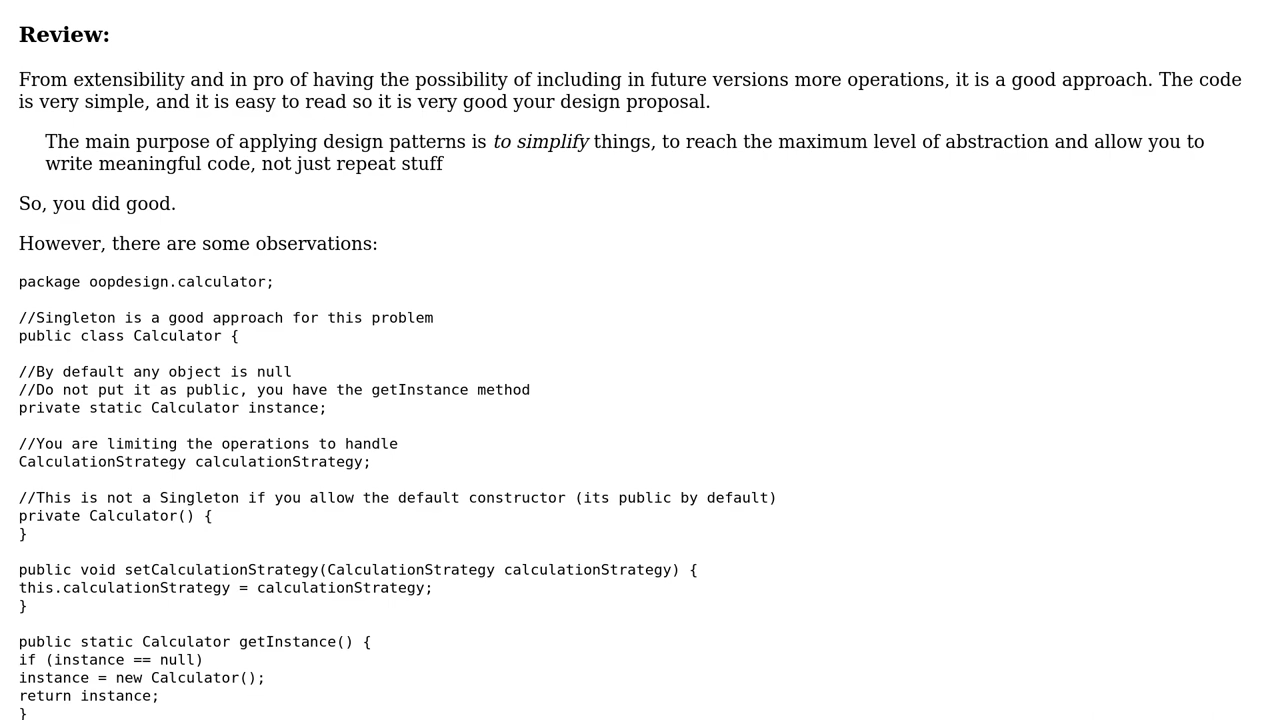 Review:
From extensibility and in pro of having the possibility of including in future versions more operations, it is a good approach. The code
is very simple, and it is easy to read so it is very good your design proposal.
The main purpose of applying design patterns is to simplify things, to reach the maximum level of abstraction and allow you to
write meaningful code, not just repeat stuff
So, you did good.
However, there are some observations:
package oopdesign.calculator;
//Singleton is a good approach for this problem
public class Calculator {
//By default any object is null
//Do not put it as public, you have the getInstance method
private static Calculator instance;
//You are limiting the operations to handle
CalculationStrategy calculationStrategy;
//This is not a Singleton if you allow the default constructor (its public by default)
private Calculator() {
}
public void setCalculationStrategy(CalculationStrategy calculationStrategy) {
this.calculationStrategy = calculationStrategy;
}
public static Calculator getInstance() {
if (instance == null)
instance = new Calculator();
return instance;
}